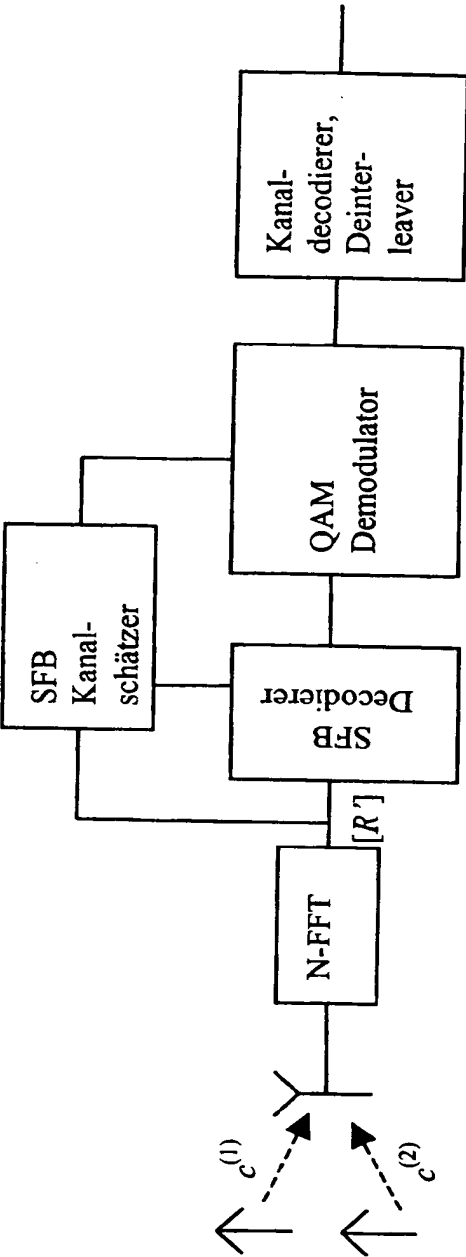 c(1)
c(2)
N-FFT
[R´]
SFB
Kanal-
schätzer
SFB
Decodierer
QAM
Demodulator
Kanal-
decodierer,
Deinter-
leaver